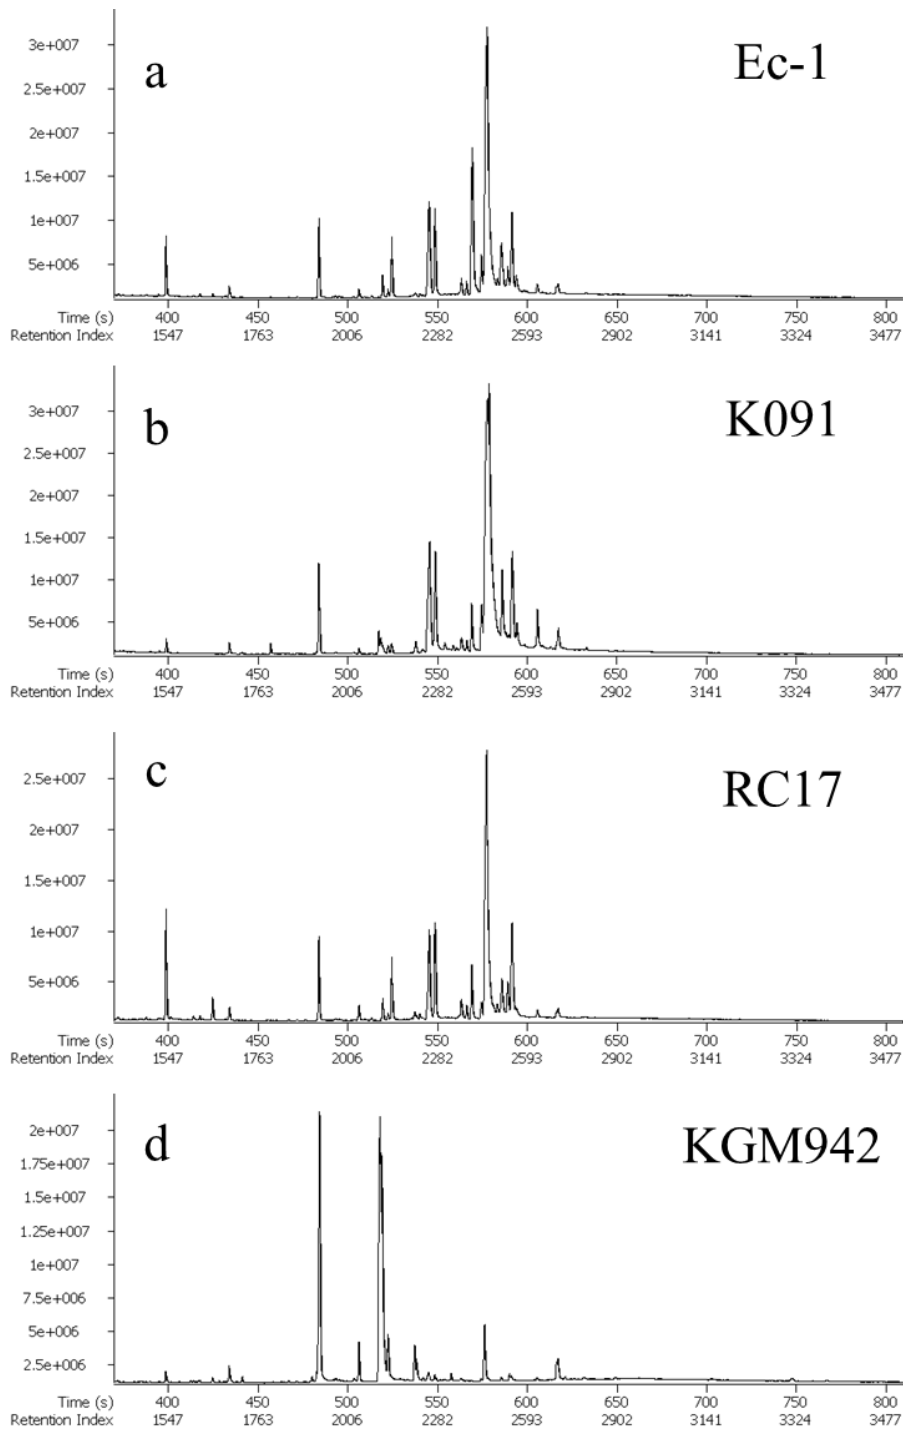 a
Ec-1
3e+007
2.5e+007
2e+007
1.5e+007
1e+007
5e+006
Time (s) 400 450 500 550 600 650 700 750 800
Retention Index 1547 1763 2006 2282 2593 2902 3141 3324 3477
b
K091
3e+007
2.5e+007
2e+007
1.5e+007
1e+007
5e+006
Time (s) 400 450 500 550 600 650 700 750 800
Retention Index 1547 1763 2006 2282 2593 2902 3141 3324 3477
c
RC17
2.5e+007
2e+007
1.5e+007
1e+007
5e+006
Time (s) 400 450 500 550 600 650 700 750 800
Retention Index 1547 1763 2006 2282 2593 2902 3141 3324 3477
d
KGM942
2e+007
1.75e+007
1.5e+007
1.25e+007
1e+007
7.5e+006
5e+006
2.5e+006
Time (s) 400 450 500 550 600 650 700 750 800
Retention Index 1547 1763 2006 2282 2593 2902 3141 3324 3477